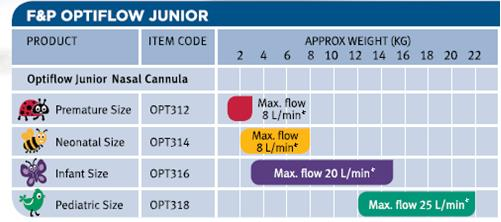 F&P OPTIFLOW JUNIOR
PRODUCT ITEM CODE APPROX WEIGHT (KG)
2 4 6 8 10 12 14 16 18 20 22
Optiflow Junior Nasal Cannula
Premature Size OPT312 Max. flow
8 L/min*
Neonatal Size OPT314 Max. flow
8 L/min*
Infant Size OPT316 Max. flow 20 L/min*
Pediatric Size OPT318 Max. flow 25 L/min*